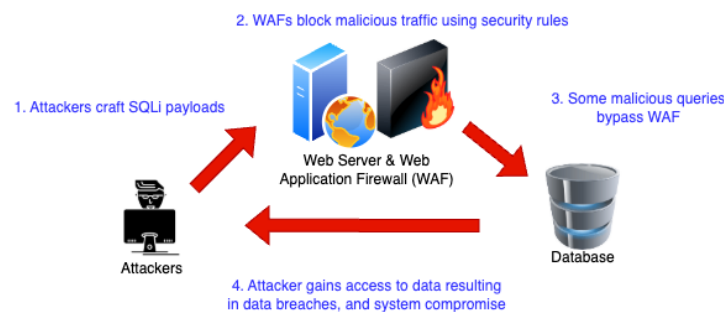 2. WAFs block malicious traffic using security rules
1. Attackers craft SQLi payloads
3. Some malicious queries
bypass WAF
Web Server & Web
Application Firewall (WAF)
Attackers
Database
4. Attacker gains access to data resulting
in data breaches, and system compromise